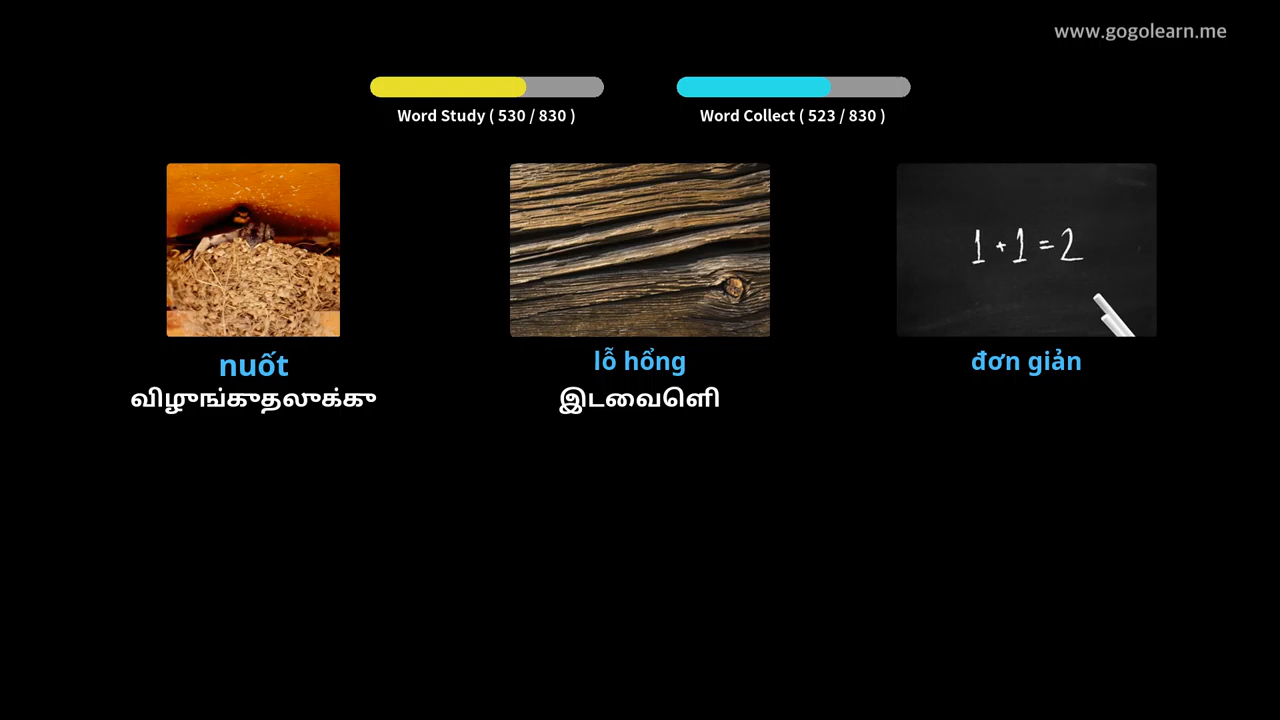 www.gogolearn.me
Word Study ( 530 / 830 )
Word Collect ( 523 / 830 )
1 + 1 = 2
nuốt
lỗ hổng
đơn giản
விழுங்குதலுக்கு
இடைவெளி